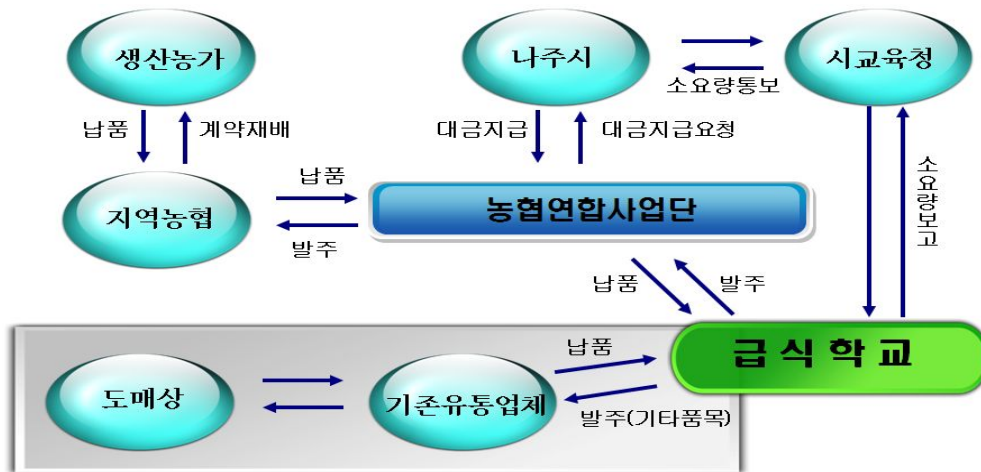 생산농가
나주시
시교육청
소요량통보
납품
계약재배
대금지급
대금지급요청
소요량보고
지역농협
납품
발주
농협연합사업단
납품
발주
급식학교
도매상
기존유통업체
납품
발주(기타품목)